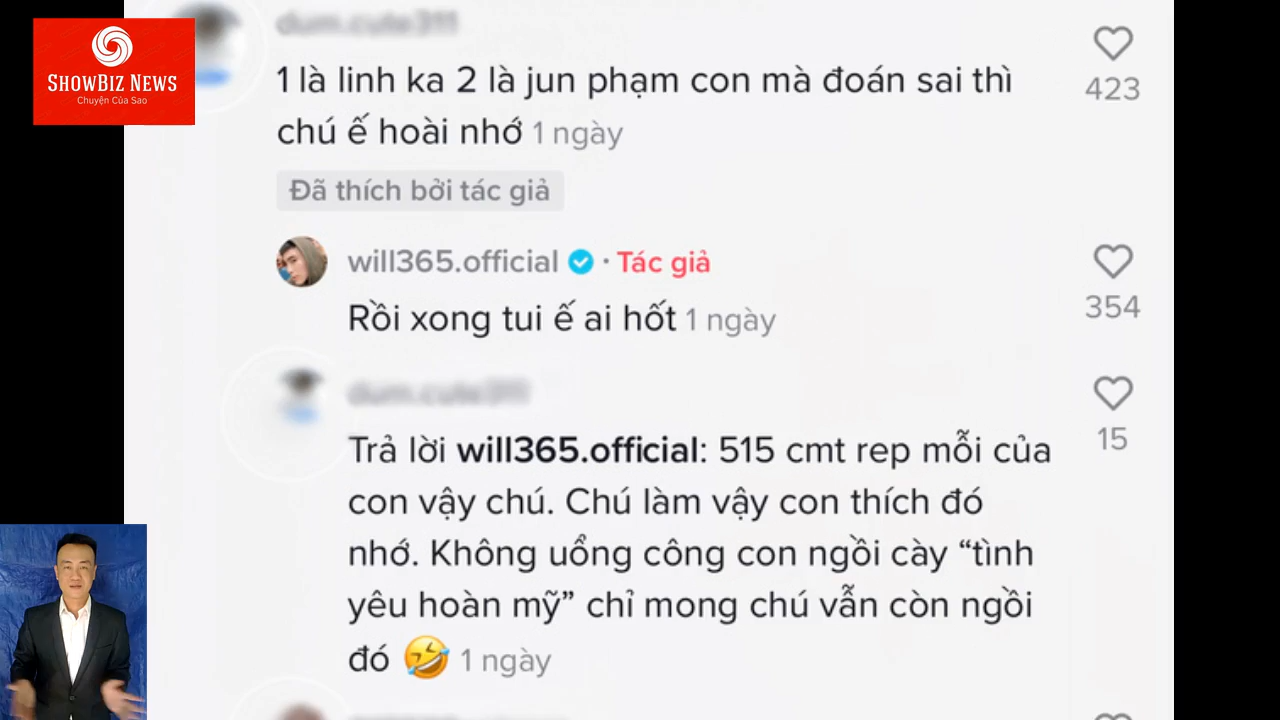 SHOWBIZ NEWS
Chuyện Của Sao
1 là linh ka 2 là jun phạm con mà đoán sai thì
chú ế hoài nhớ 1 ngày
423
Đã thích bởi tác giả
will365.official · Tác giả
Rồi xong tui ế ai hốt 1 ngày
354
Trả lời will365.official: 515 cmt rep mỗi của
con vậy chú. Chú làm vậy con thích đó
nhớ. Không uổng công con ngồi cày “tình
yêu hoàn mỹ” chỉ mong chú vẫn còn ngồi
đó 🤣 1 ngày
15